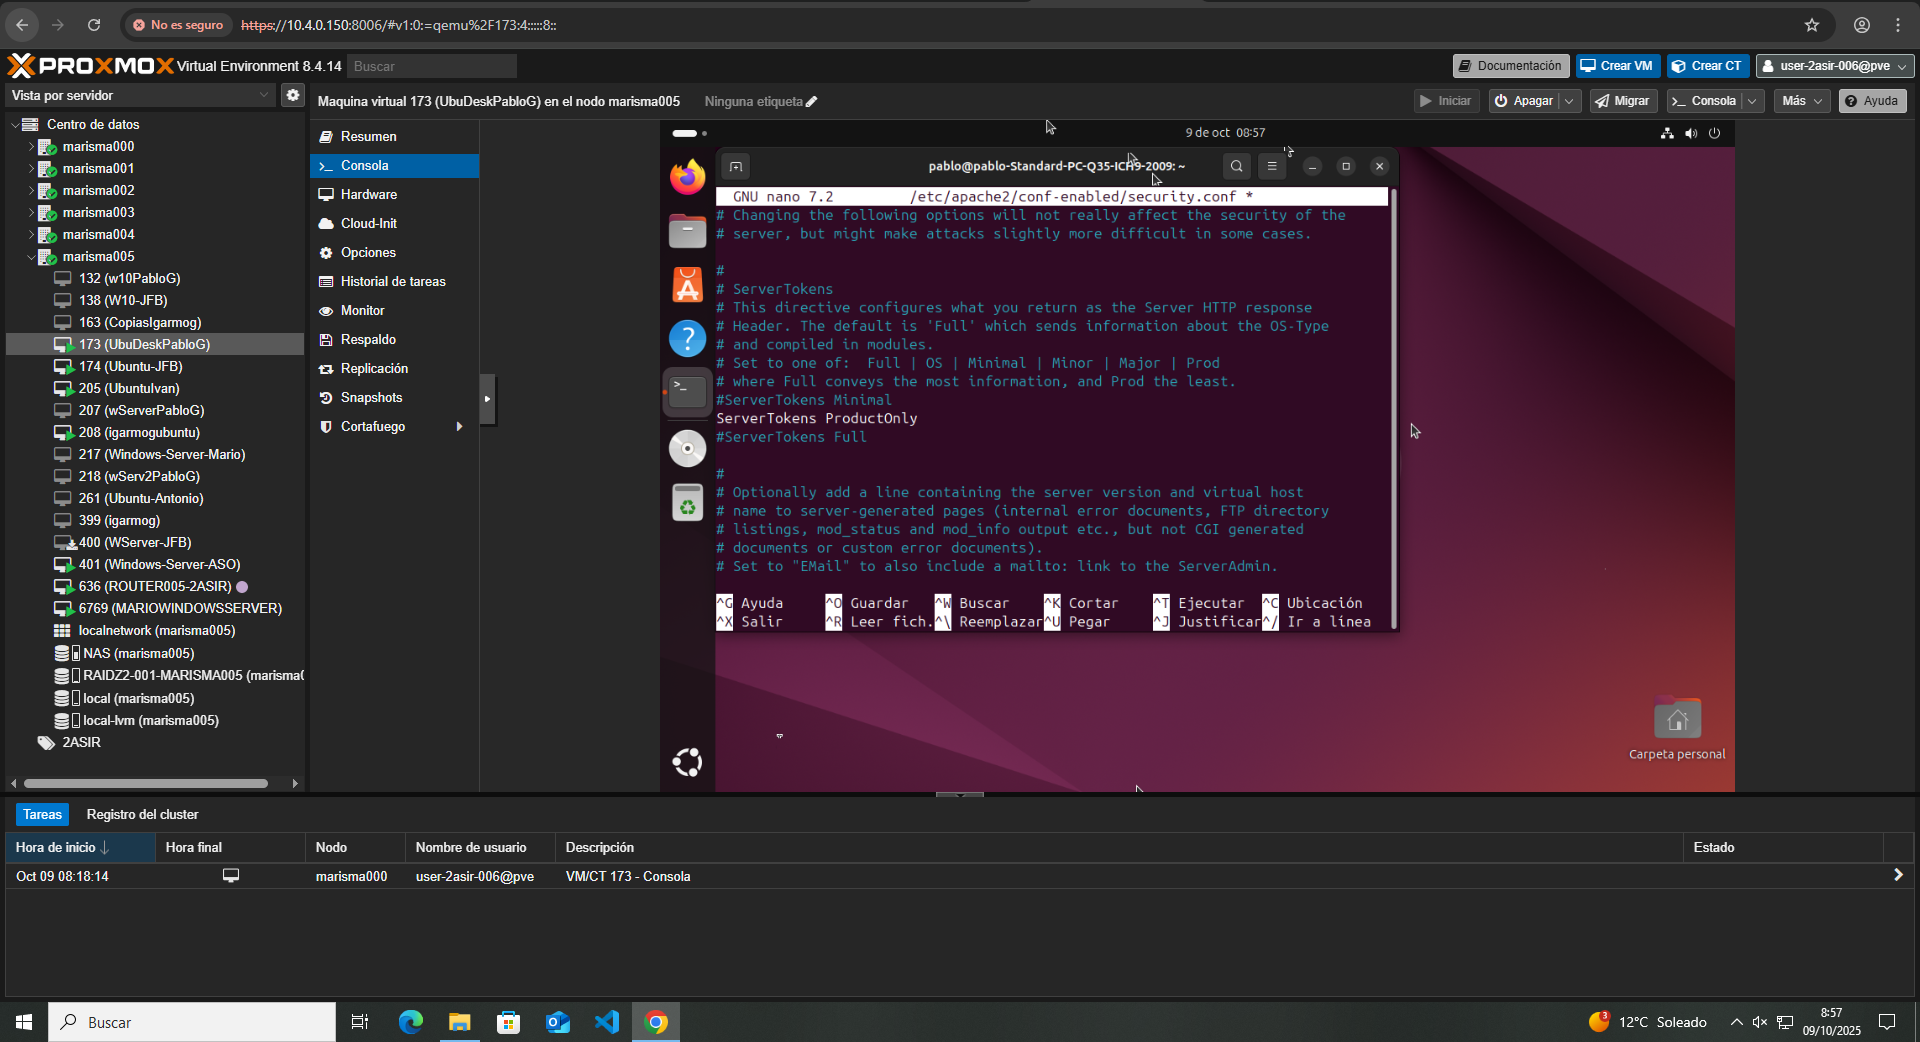 No es seguro https://10.4.0.150:8006/#v1:0:=qemu%2F173:4:::::8::
PROXMOX Virtual Environment 8.4.14 Buscar Documentación Crear VM Crear CT user-2asir-006@pve
Vista por servidor
Maquina virtual 173 (UbuDeskPabloG) en el nodo marisma005 Ninguna etiqueta Iniciar Apagar Migrar Consola Más Ayuda
Centro de datos
marisma000
marisma001
marisma002
marisma003
marisma004
marisma005
132 (w10PabloG)
138 (W10-JFB)
163 (CopiasIgarmog)
173 (UbuDeskPabloG)
174 (Ubuntu-JFB)
205 (UbuntuIvan)
207 (wServerPabloG)
208 (igarmogubuntu)
217 (Windows-Server-Mario)
218 (wServ2PabloG)
261 (Ubuntu-Antonio)
399 (igarmog)
400 (WServer-JFB)
401 (Windows-Server-ASO)
636 (ROUTER005-2ASIR)
6769 (MARIOWINDOWSSERVER)
localnetwork (marisma005)
NAS (marisma005)
RAIDZ2-001-MARISMA005 (marisma
local (marisma005)
local-lvm (marisma005)
2ASIR
Resumen
Consola
Hardware
Cloud-Init
Opciones
Historial de tareas
Monitor
Respaldo
Replicación
Snapshots
Cortafuego
9 de oct 08:57
pablo@pablo-Standard-PC-Q35-ICH9-2009: ~
GNU nano 7.2 /etc/apache2/conf-enabled/security.conf *
# Changing the following options will not really affect the security of the
# server, but might make attacks slightly more difficult in some cases.
#
# ServerTokens
# This directive configures what you return as the Server HTTP response
# Header. The default is 'Full' which sends information about the OS-Type
# and compiled in modules.
# Set to one of:  Full | OS | Minimal | Minor | Major | Prod
# where Full conveys the most information, and Prod the least.
#ServerTokens Minimal
ServerTokens ProductOnly
#ServerTokens Full
#
# Optionally add a line containing the server version and virtual host
# name to server-generated pages (internal error documents, FTP directory
# listings, mod_status and mod_info output etc., but not CGI generated
# documents or custom error documents).
# Set to "EMail" to also include a mailto: link to the ServerAdmin.
^G Ayuda ^O Guardar ^W Buscar ^K Cortar ^T Ejecutar ^C Ubicación
^X Salir ^R Leer fich. ^\ Reemplazar ^U Pegar ^J Justificar ^/ Ir a línea
Carpeta personal
Tareas Registro del cluster
Hora de inicio Hora final Nodo Nombre de usuario Descripción Estado
Oct 09 08:18:14 marisma000 user-2asir-006@pve VM/CT 173 - Consola
Buscar 3 12°C Soleado 8:57
09/10/2025